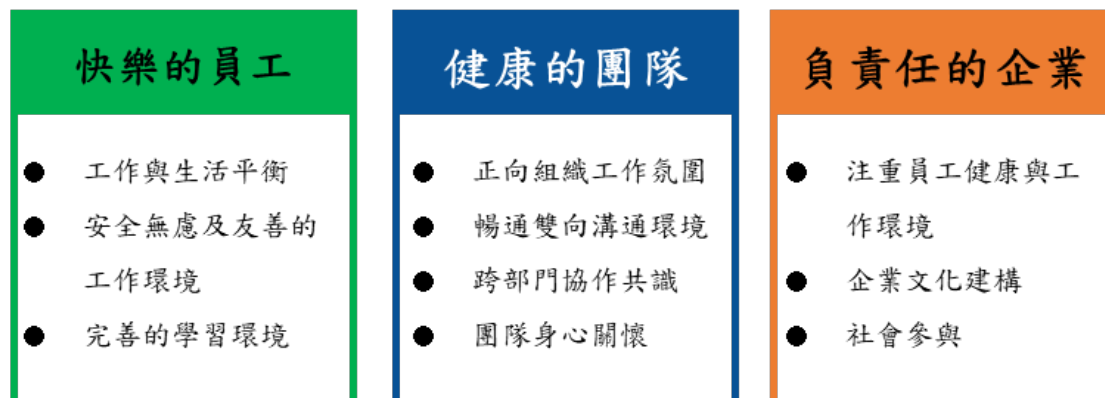 快樂的員工
● 工作與生活平衡
● 安全無慮及友善的
工作環境
● 完善的學習環境
健康的團隊
● 正向組織工作氛圍
● 暢通雙向溝通環境
● 跨部門協作共識
● 團隊身心關懷
負責任的企業
● 注重員工健康與工
作環境
● 企業文化建構
● 社會參與